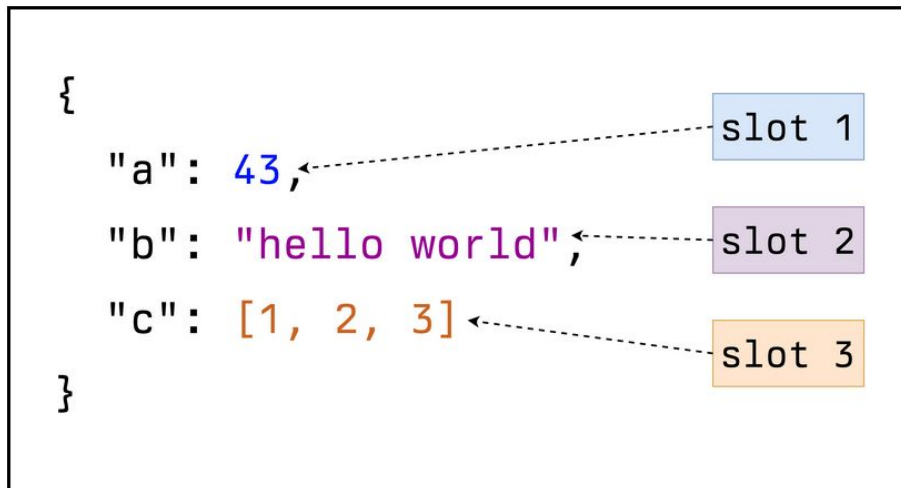 {
"a": 43,
"b": "hello world",
"c": [1, 2, 3]
}
slot 1
slot 2
slot 3